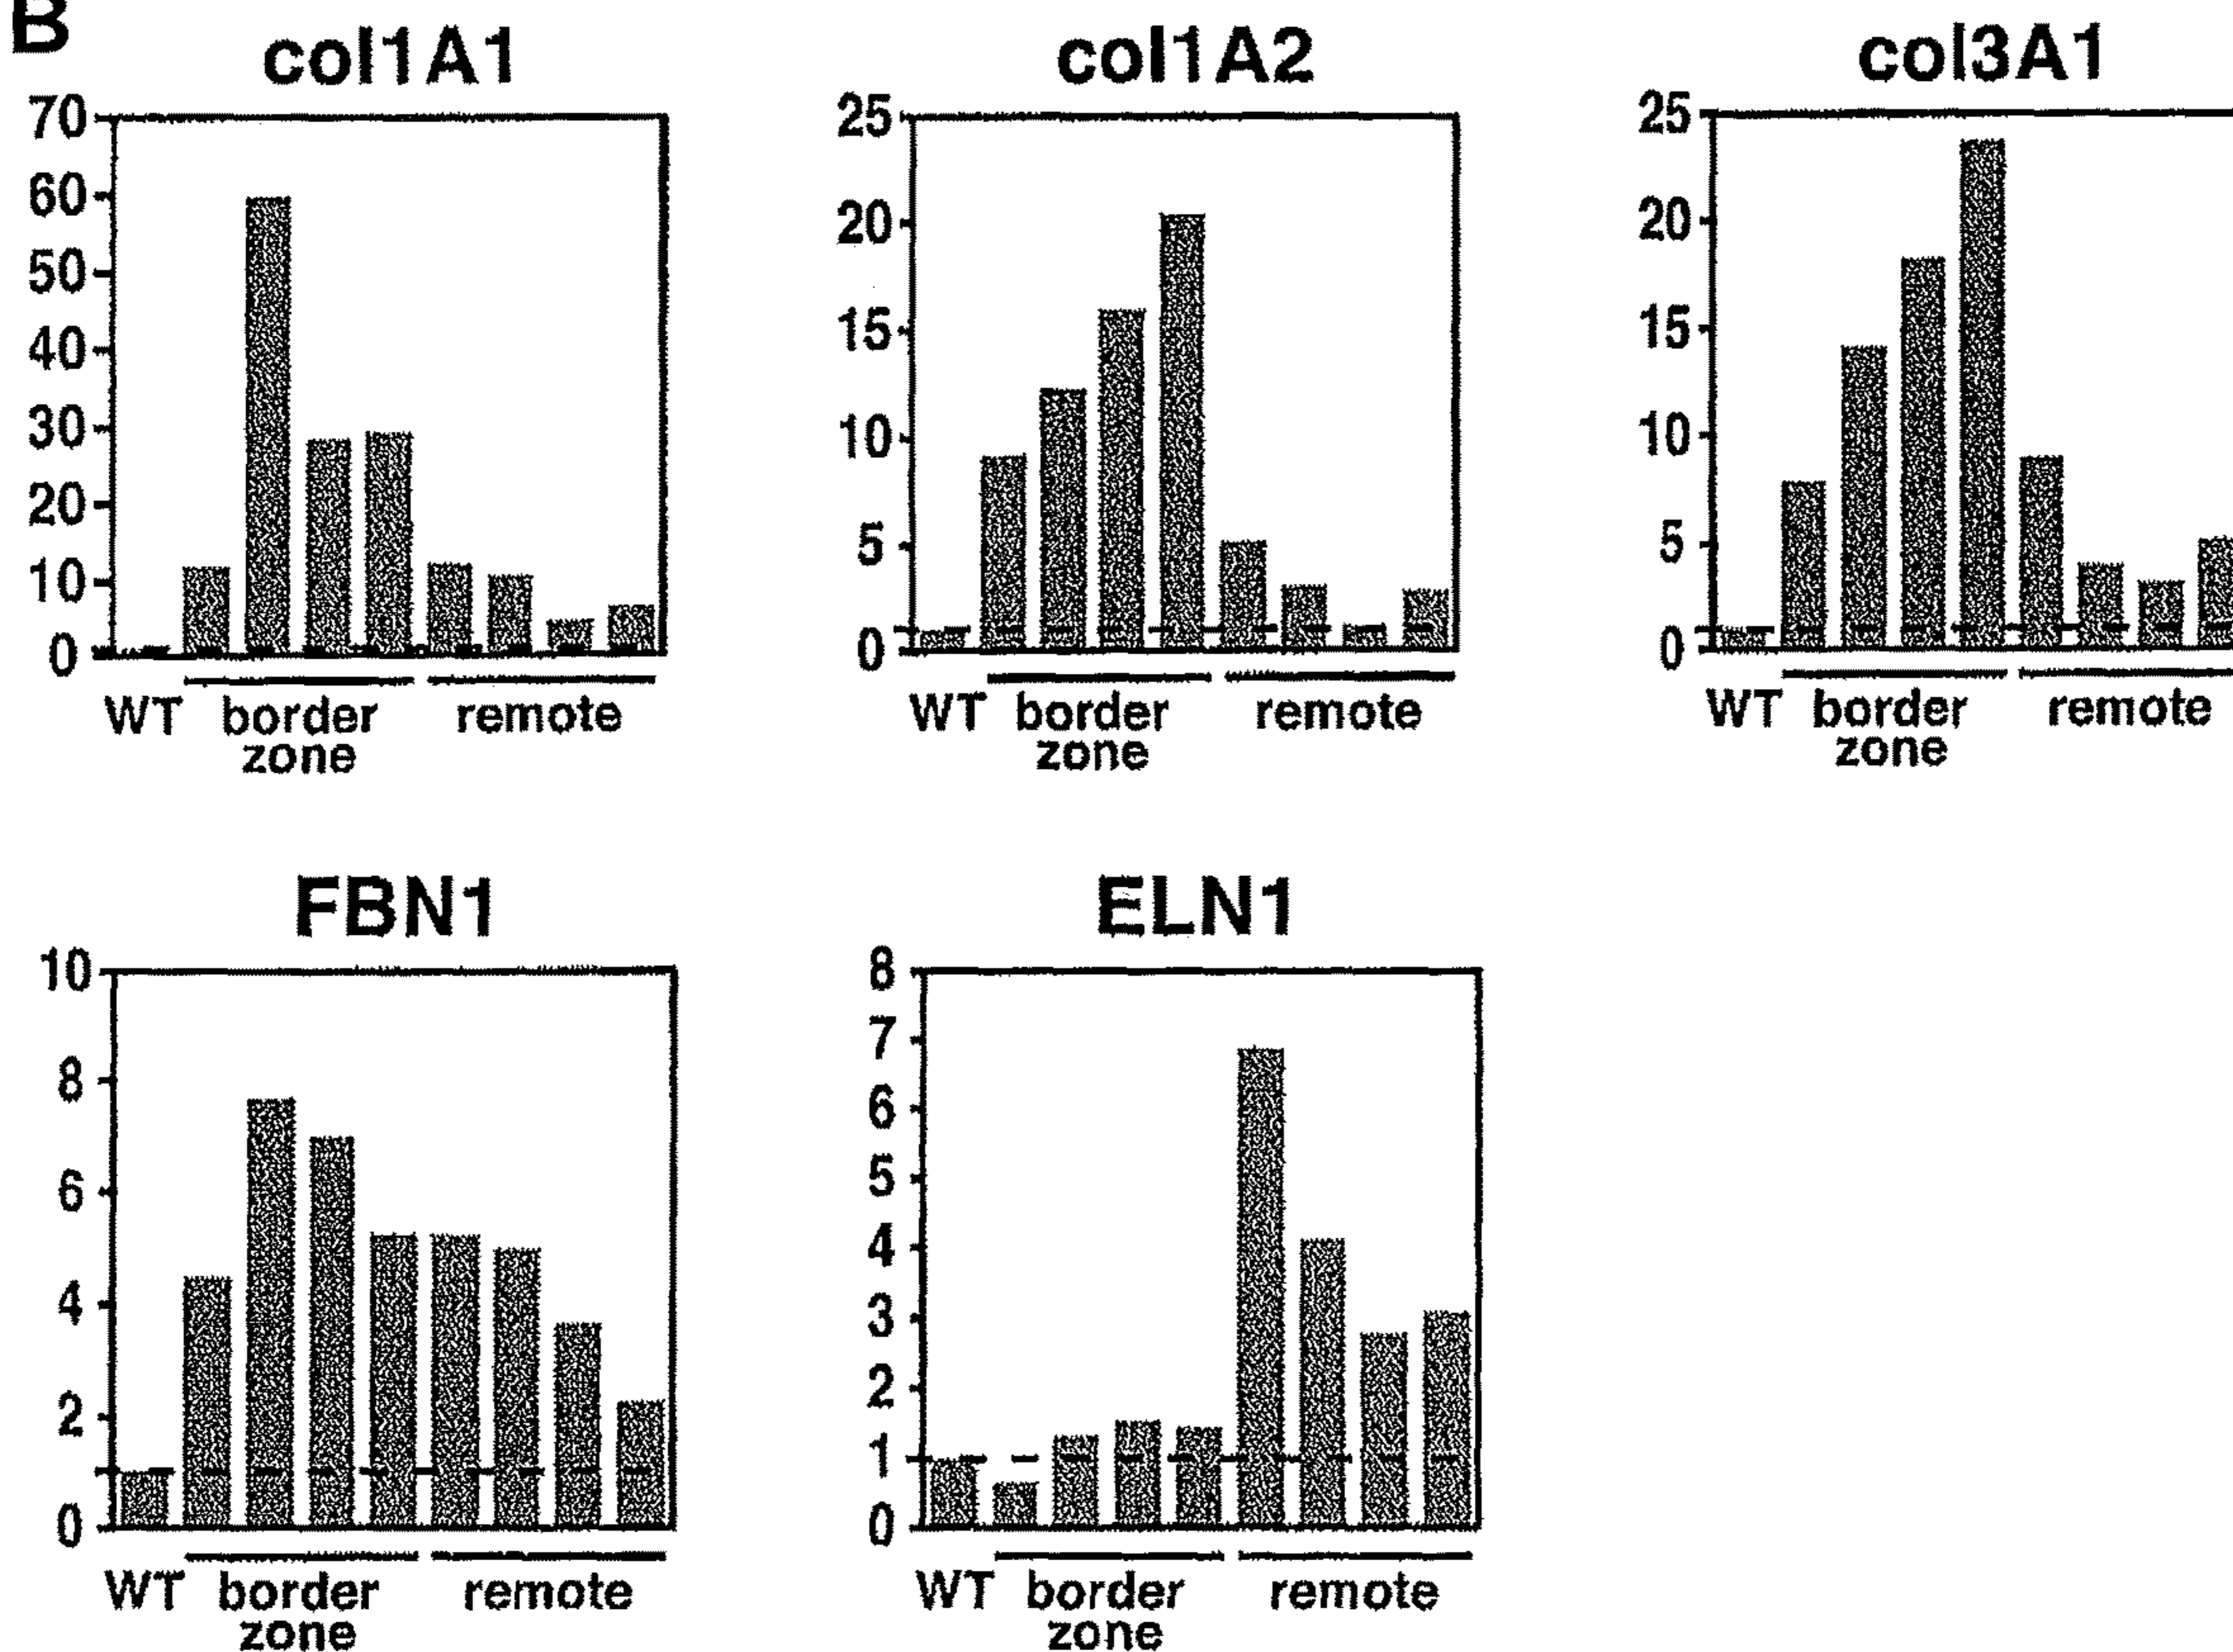 B
col1A1
70
60
50
40
30
20
10
0
WT border remote
zone
col1A2
25
20
15
10
5
0
WT border remote
zone
col3A1
25
20
15
10
5
0
WT border remote
zone
FBN1
10
8
6
4
2
0
WT border remote
zone
ELN1
8
7
6
5
4
3
2
1
0
WT border remote
zone